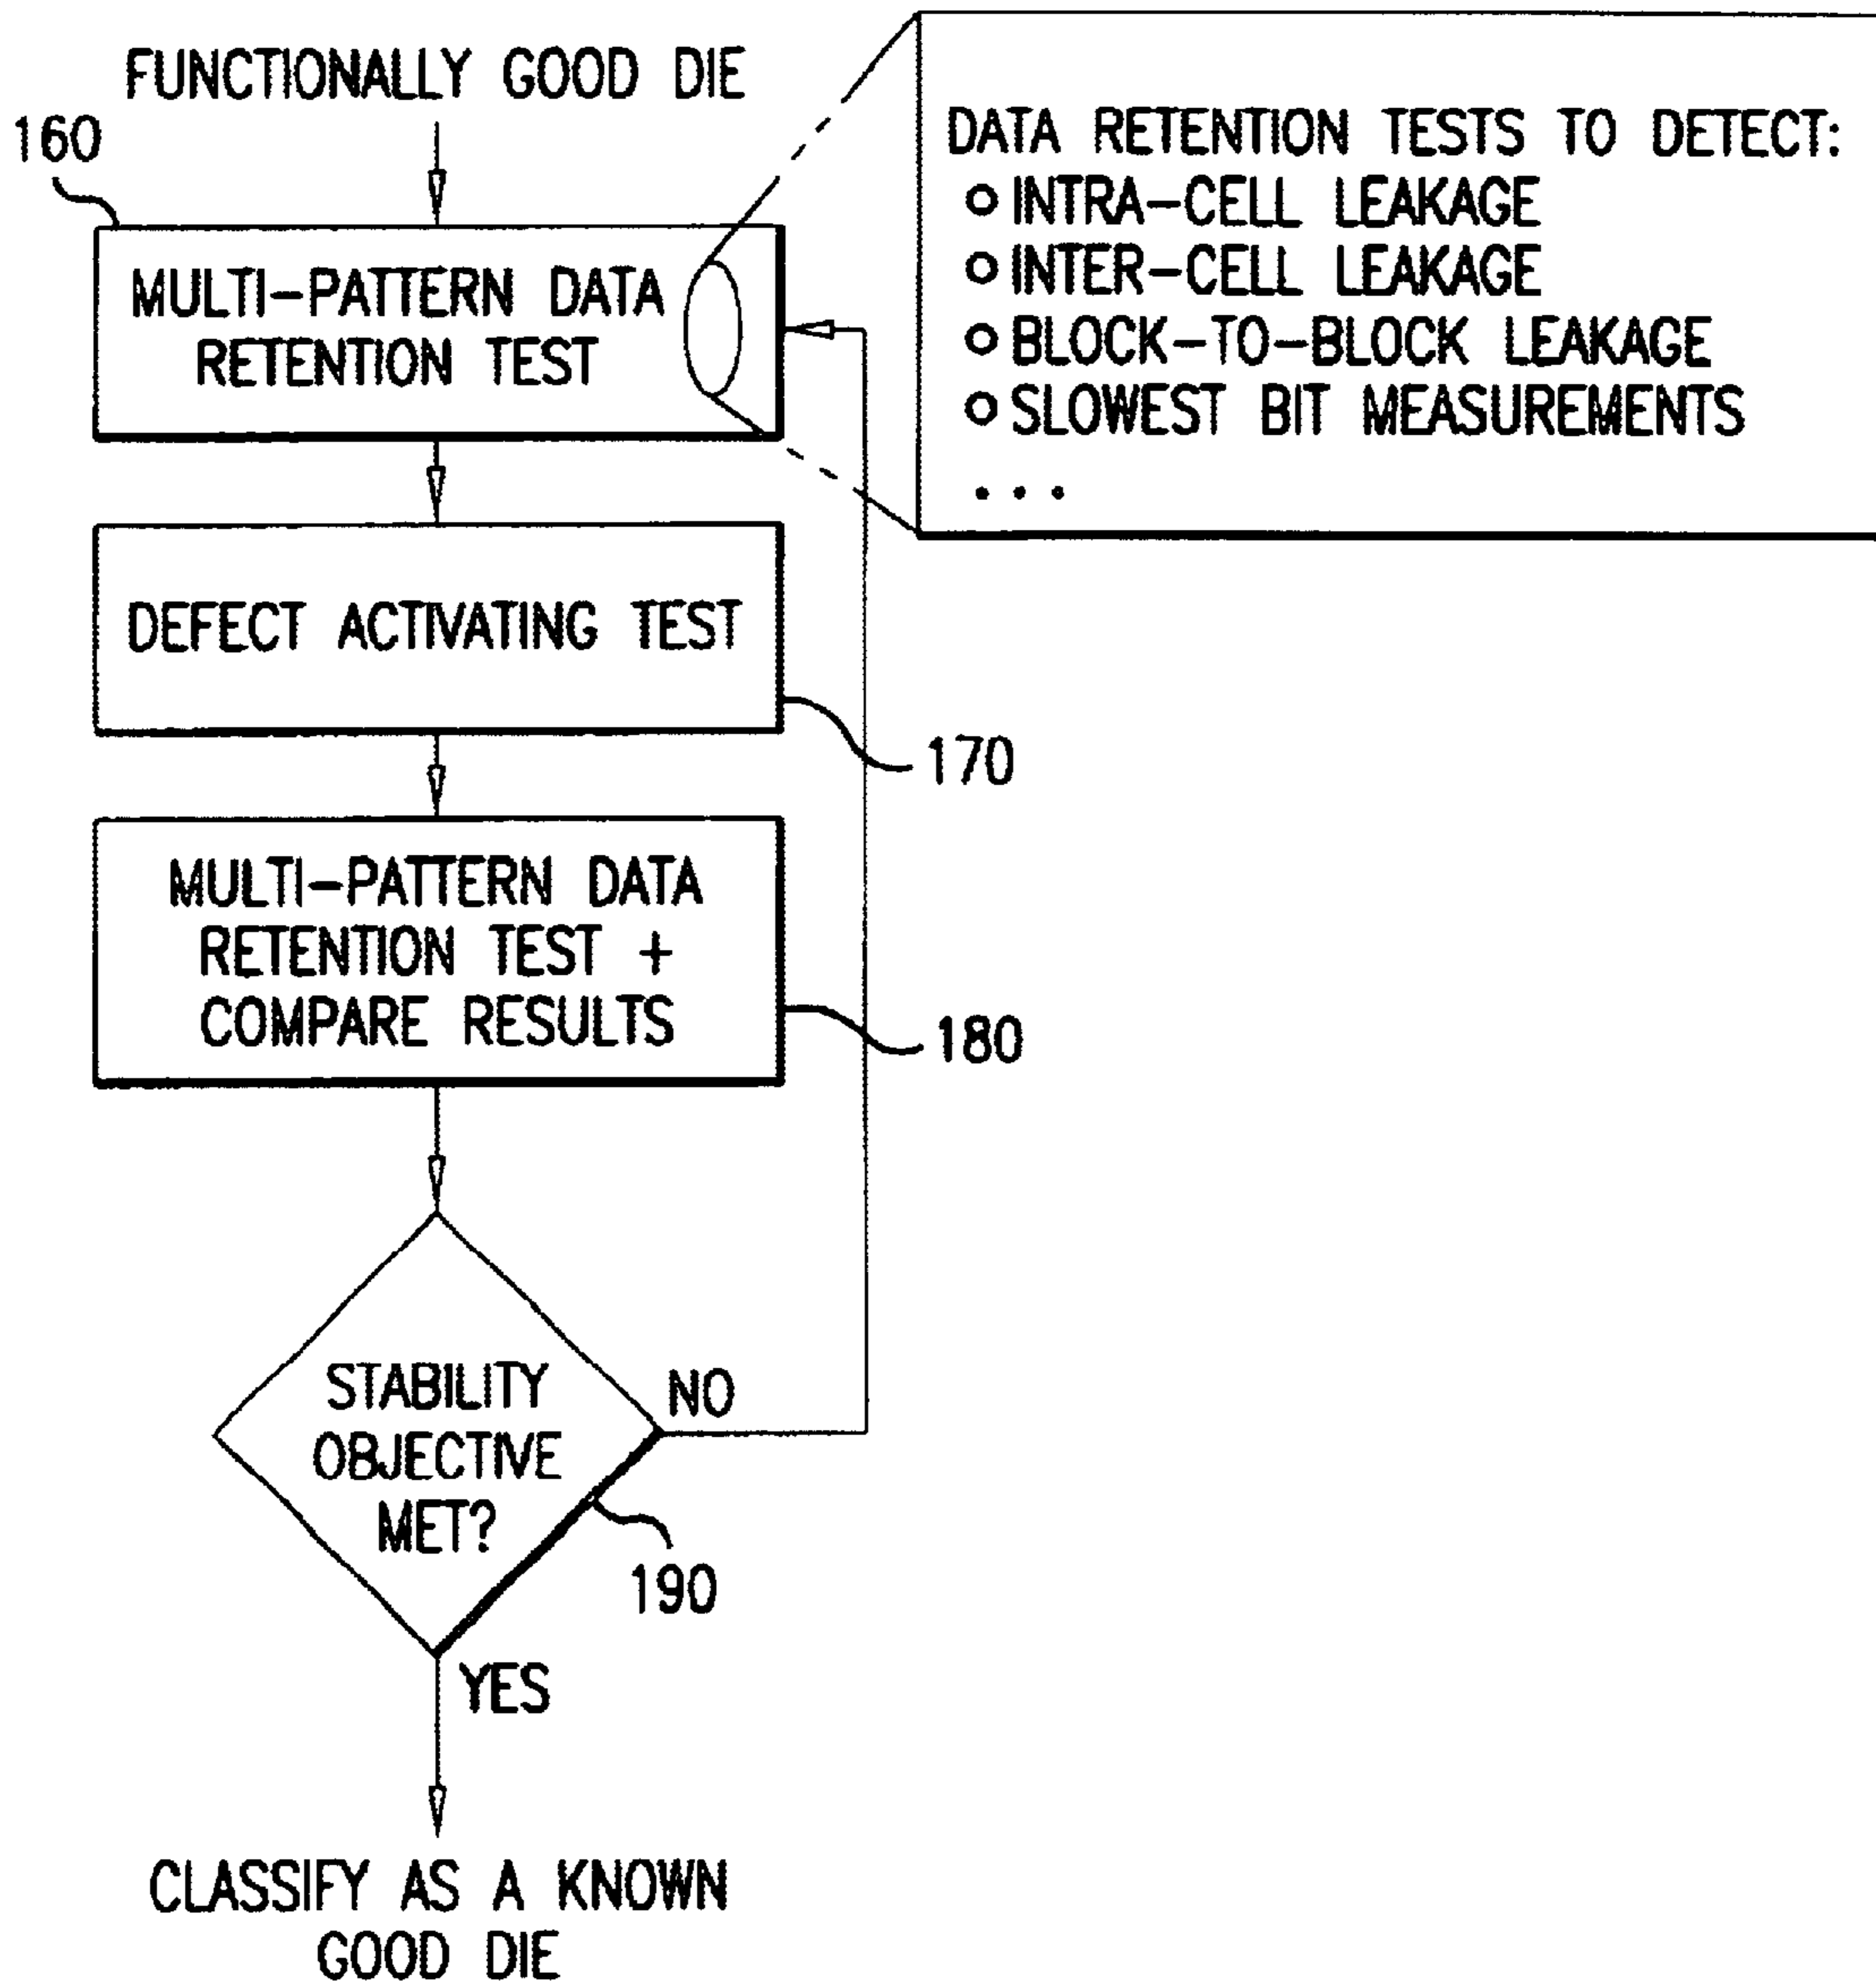 FUNCTIONALLY GOOD DIE
160
MULTI-PATTERN DATA
RETENTION TEST
DATA RETENTION TESTS TO DETECT:
o INTRA-CELL LEAKAGE
o INTER-CELL LEAKAGE
o BLOCK-TO-BLOCK LEAKAGE
o SLOWEST BIT MEASUREMENTS
. . .
DEFECT ACTIVATING TEST
170
MULTI-PATTERN DATA
RETENTION TEST +
COMPARE RESULTS
180
STABILITY
OBJECTIVE
MET?
NO
190
YES
CLASSIFY AS A KNOWN
GOOD DIE